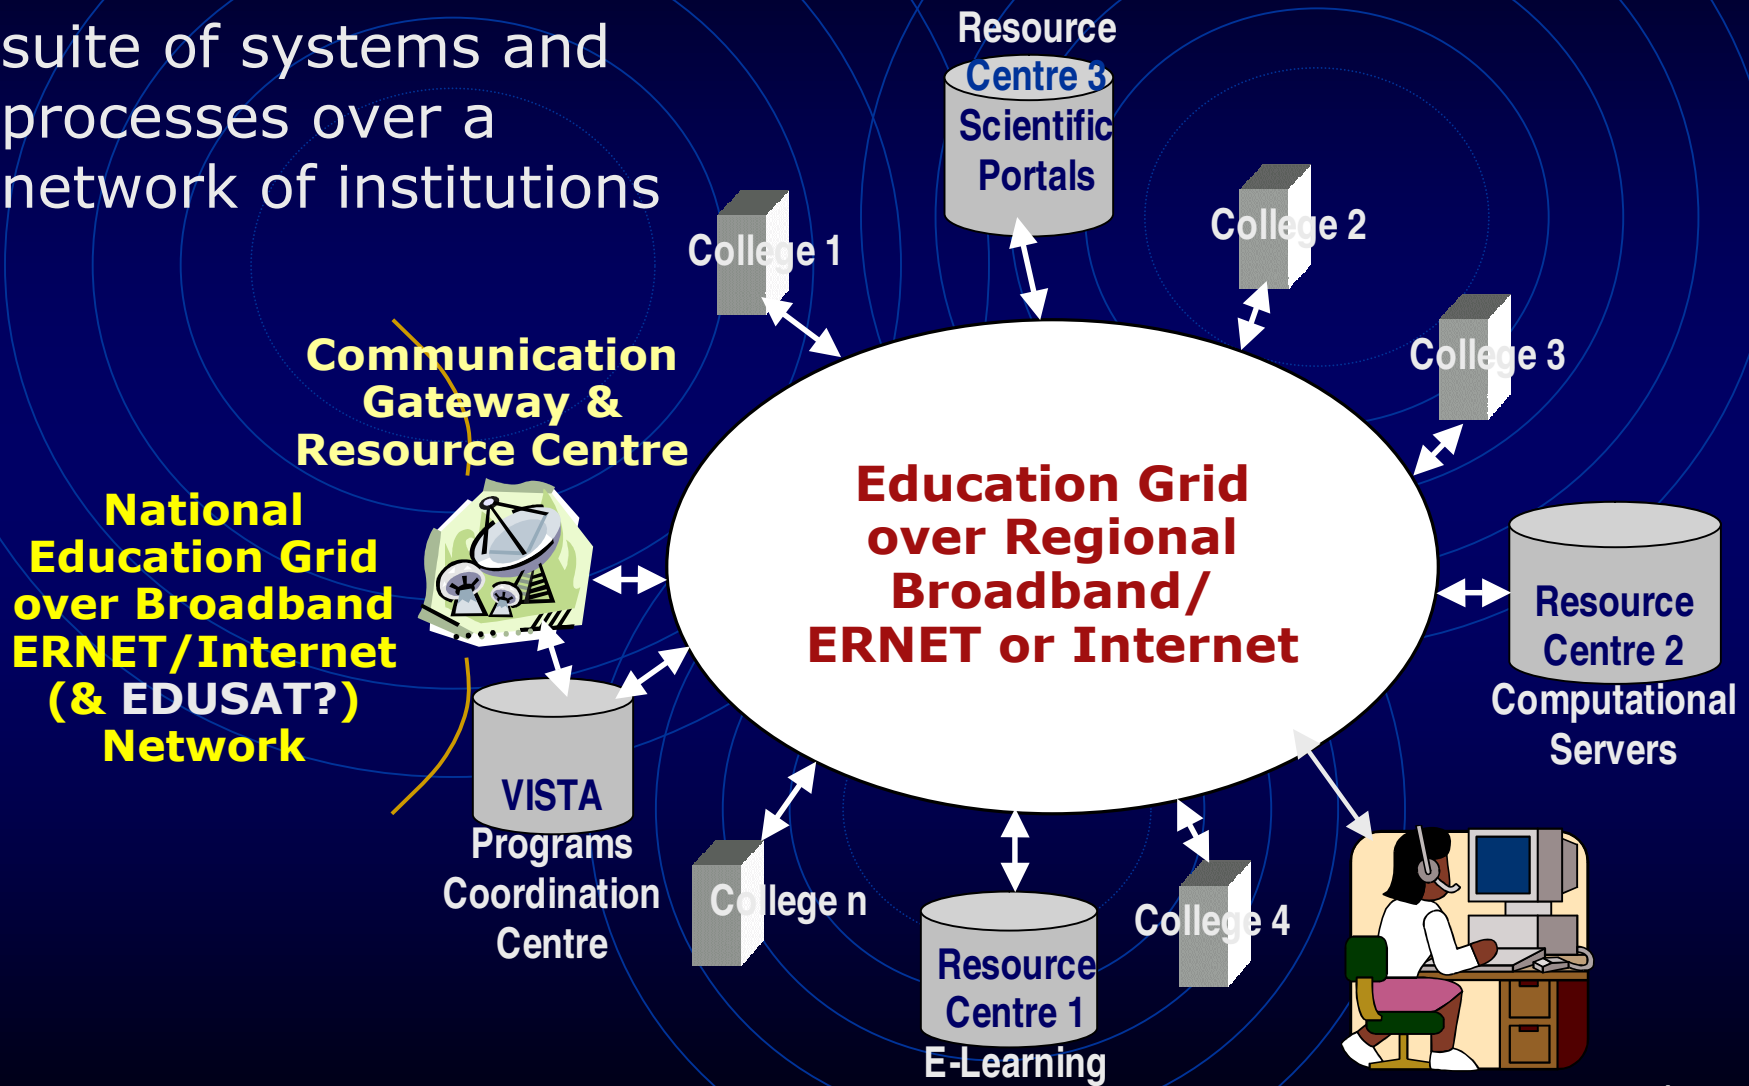 suite of systems and
processes over a
network of institutions
Resource
Centre 3
Scientific
Portals
College 1
College 2
College 3
Communication
Gateway &
Resource Centre
National
Education Grid
over Broadband
ERNET/Internet
(& EDUSAT?)
Network
Education Grid
over Regional
Broadband/
ERNET or Internet
Resource
Centre 2
Computational
Servers
VISTA
Programs
Coordination
Centre
College n
Resource
Centre 1
E-Learning
College 4